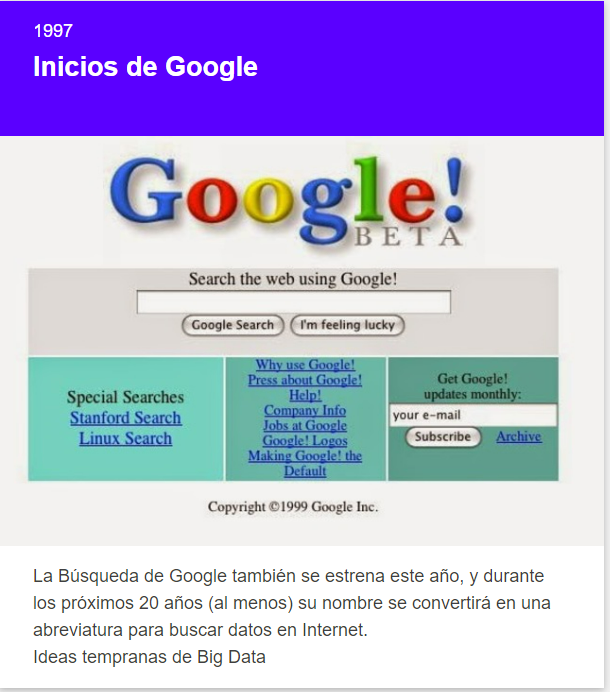 1997
Inicios de Google
Google!
BETA
Search the web using Google!
Google Search I'm feeling lucky
Special Searches
Stanford Search
Linux Search
Why use Google!
Press about Google!
Help!
Company Info
Jobs at Google
Google! Logos
Making Google! the
Default
Get Google!
updates monthly:
your e-mail
Subscribe Archive
Copyright ©1999 Google Inc.
La Búsqueda de Google también se estrena este año, y durante
los próximos 20 años (al menos) su nombre se convertirá en una
abreviatura para buscar datos en Internet.
Ideas tempranas de Big Data